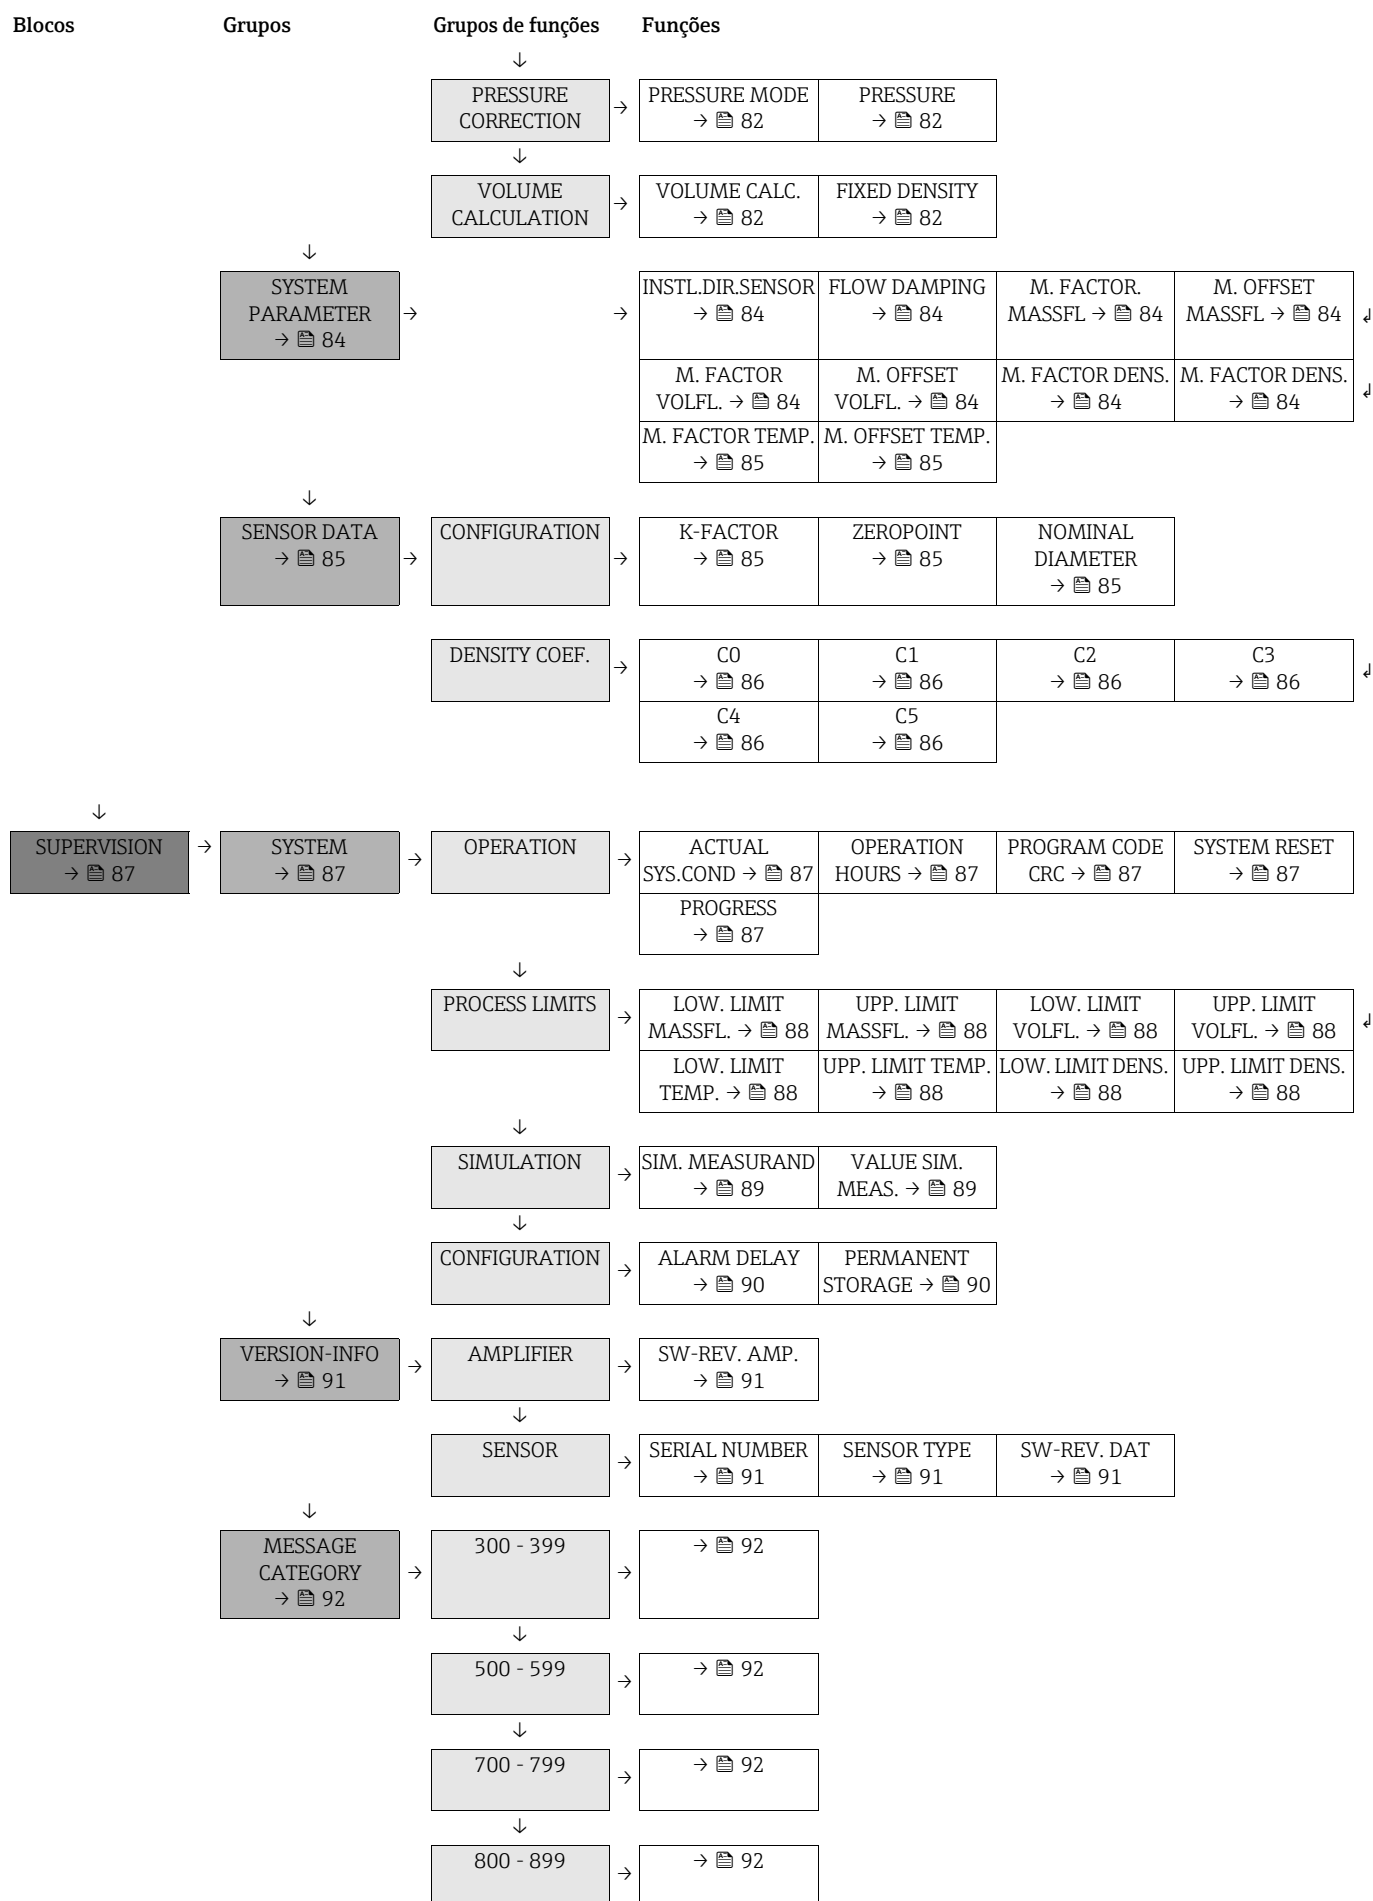 Blocos Grupos Grupos de funções Funções
↓
PRESSURE CORRECTION → PRESSURE MODE → 82 PRESSURE → 82
↓
VOLUME CALCULATION → VOLUME CALC. → 82 FIXED DENSITY → 82
↓
SYSTEM PARAMETER → 84 → → INSTL.DIR.SENSOR → 84 FLOW DAMPING → 84 M. FACTOR. MASSFL → 84 M. OFFSET MASSFL → 84 ↲
M. FACTOR VOLFL. → 84 M. OFFSET VOLFL. → 84 M. FACTOR DENS. → 84 M. FACTOR DENS. → 84 ↲
M. FACTOR TEMP. → 85 M. OFFSET TEMP. → 85
↓
SENSOR DATA → 85 → CONFIGURATION → K-FACTOR → 85 ZEROPOINT → 85 NOMINAL DIAMETER → 85
DENSITY COEF. → C0 → 86 C1 → 86 C2 → 86 C3 → 86 ↲
C4 → 86 C5 → 86
↓
SUPERVISION → 87 → SYSTEM → 87 → OPERATION → ACTUAL SYS.COND → 87 OPERATION HOURS → 87 PROGRAM CODE CRC → 87 SYSTEM RESET → 87
PROGRESS → 87
↓
PROCESS LIMITS → LOW. LIMIT MASSFL. → 88 UPP. LIMIT MASSFL. → 88 LOW. LIMIT VOLFL. → 88 UPP. LIMIT VOLFL. → 88 ↲
LOW. LIMIT TEMP. → 88 UPP. LIMIT TEMP. → 88 LOW. LIMIT DENS. → 88 UPP. LIMIT DENS. → 88
↓
SIMULATION → SIM. MEASURAND → 89 VALUE SIM. MEAS. → 89
↓
CONFIGURATION → ALARM DELAY → 90 PERMANENT STORAGE → 90
↓
VERSION-INFO → 91 → AMPLIFIER → SW-REV. AMP. → 91
↓
SENSOR → SERIAL NUMBER → 91 SENSOR TYPE → 91 SW-REV. DAT → 91
↓
MESSAGE CATEGORY → 92 → 300 - 399 → → 92
↓
500 - 599 → → 92
↓
700 - 799 → → 92
↓
800 - 899 → → 92